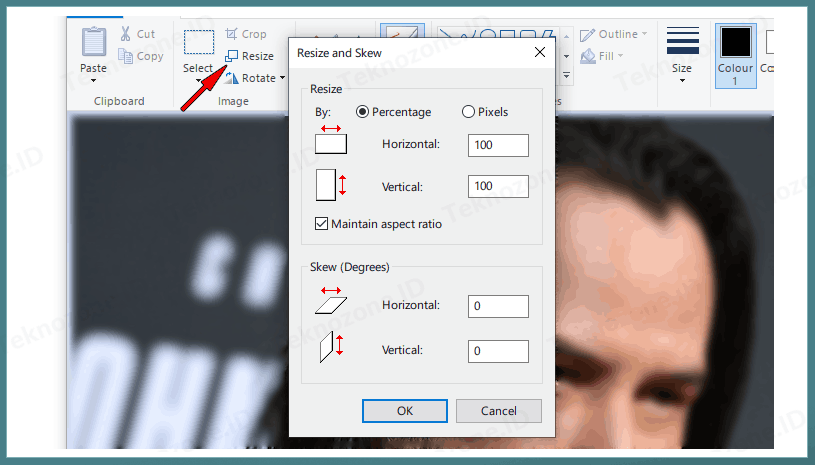 Cut
Copy
Paste
Clipboard
Crop
Resize
Rotate
Select
Image
Outline
Fill
Size
Colour
1
Resize and Skew
Resize
By:
Percentage
Pixels
Horizontal:
100
Vertical:
100
Maintain aspect ratio
Skew (Degrees)
Horizontal:
0
Vertical:
0
OK
Cancel
Teknozone.ID